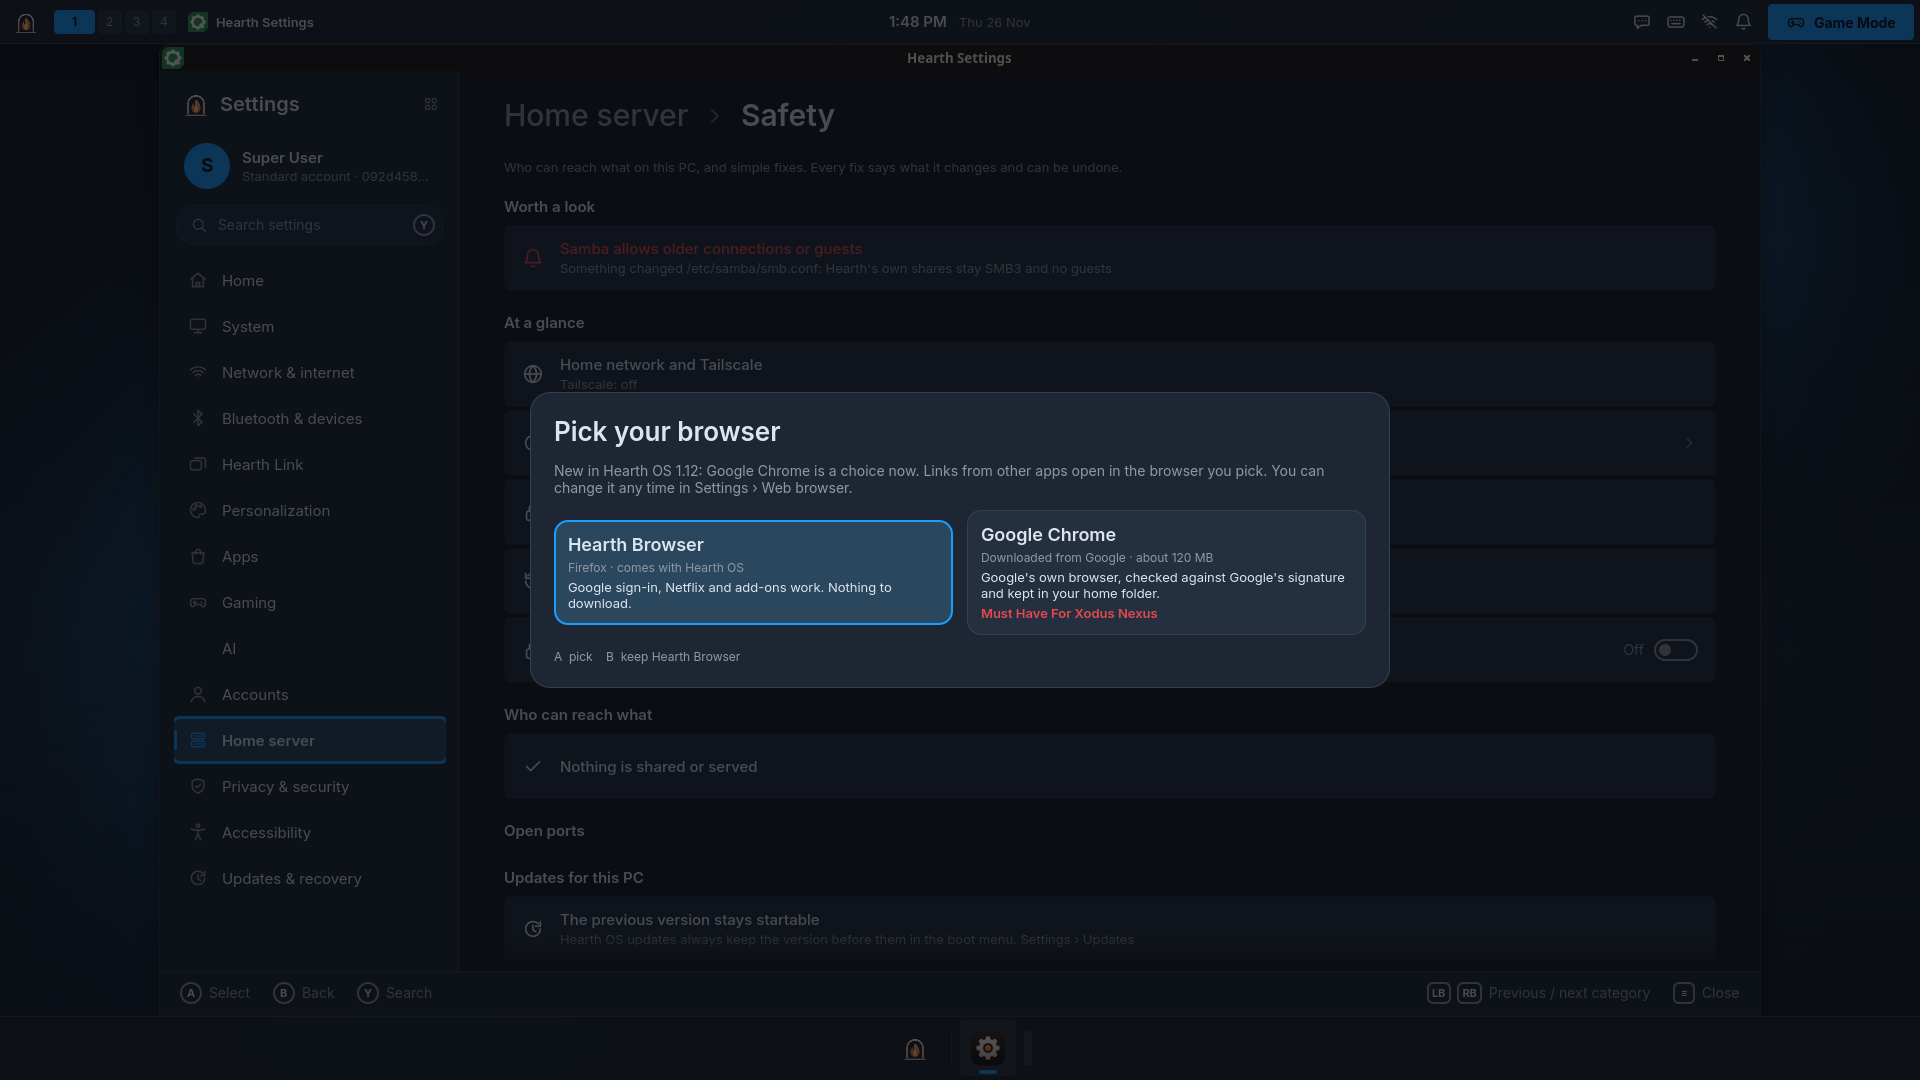 1
2
3
4
Hearth Settings
1:48 PM
Thu 26 Nov
Game Mode
Hearth Settings
Settings
S
Super User
Standard account · 092d458...
Search settings
Y
Home
System
Network & internet
Bluetooth & devices
Hearth Link
Personalization
Apps
Gaming
AI
Accounts
Home server
Privacy & security
Accessibility
Updates & recovery
Home server > Safety
Who can reach what on this PC, and simple fixes. Every fix says what it changes and can be undone.
Worth a look
Samba allows older connections or guests
Something changed /etc/samba/smb.conf: Hearth's own shares stay SMB3 and no guests
At a glance
Home network and Tailscale
Tailscale: off
Pick your browser
New in Hearth OS 1.12: Google Chrome is a choice now. Links from other apps open in the browser you pick. You can
change it any time in Settings › Web browser.
Hearth Browser
Firefox · comes with Hearth OS
Google sign-in, Netflix and add-ons work. Nothing to
download.
Google Chrome
Downloaded from Google · about 120 MB
Google's own browser, checked against Google's signature
and kept in your home folder.
Must Have For Xodus Nexus
A pick B keep Hearth Browser
Off
Who can reach what
Nothing is shared or served
Open ports
Updates for this PC
The previous version stays startable
Hearth OS updates always keep the version before them in the boot menu. Settings › Updates
A Select B Back Y Search
LB RB Previous / next category
≡ Close